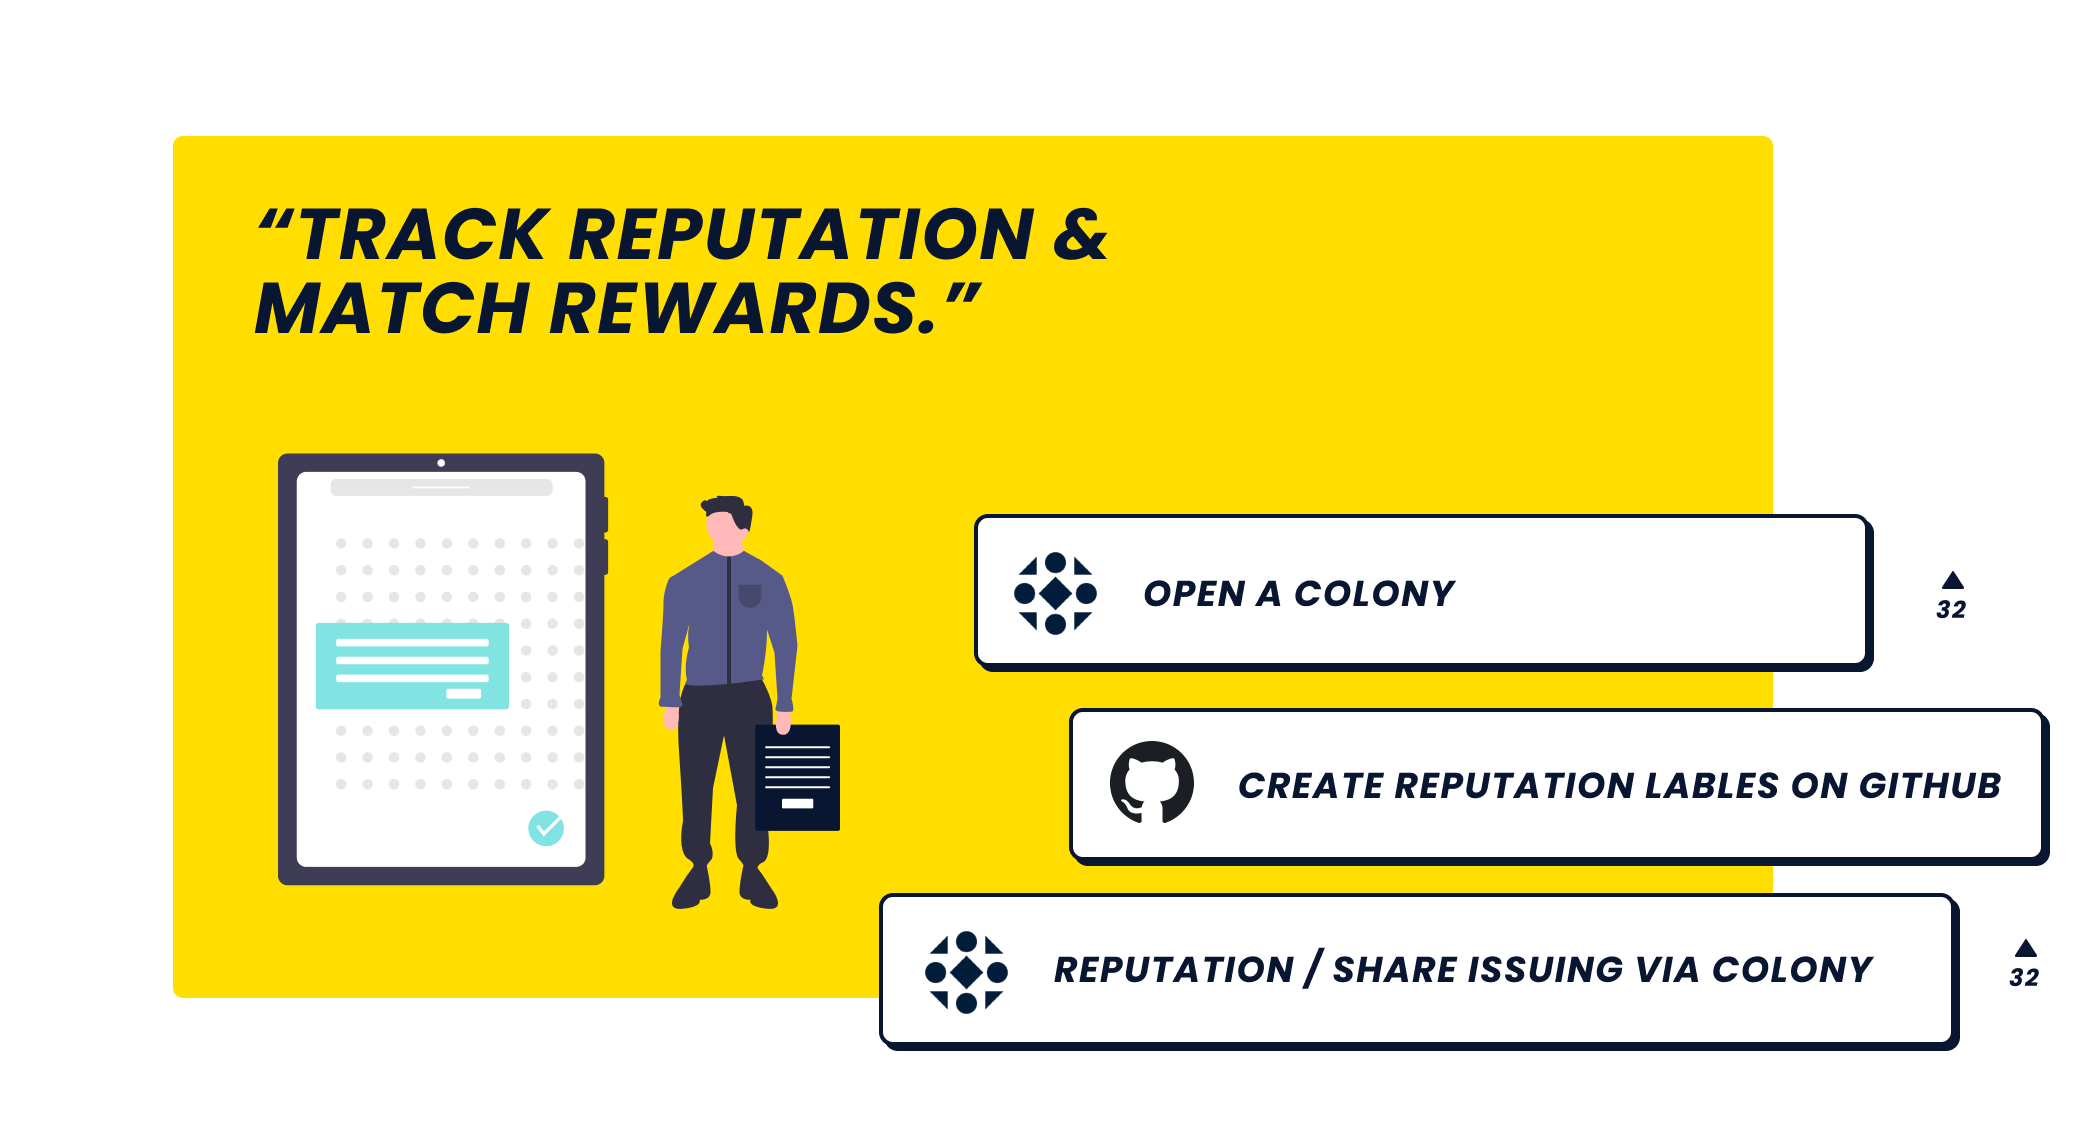 “TRACK REPUTATION &
MATCH REWARDS.”
OPEN A COLONY
32
CREATE REPUTATION LABLES ON GITHUB
REPUTATION / SHARE ISSUING VIA COLONY
32